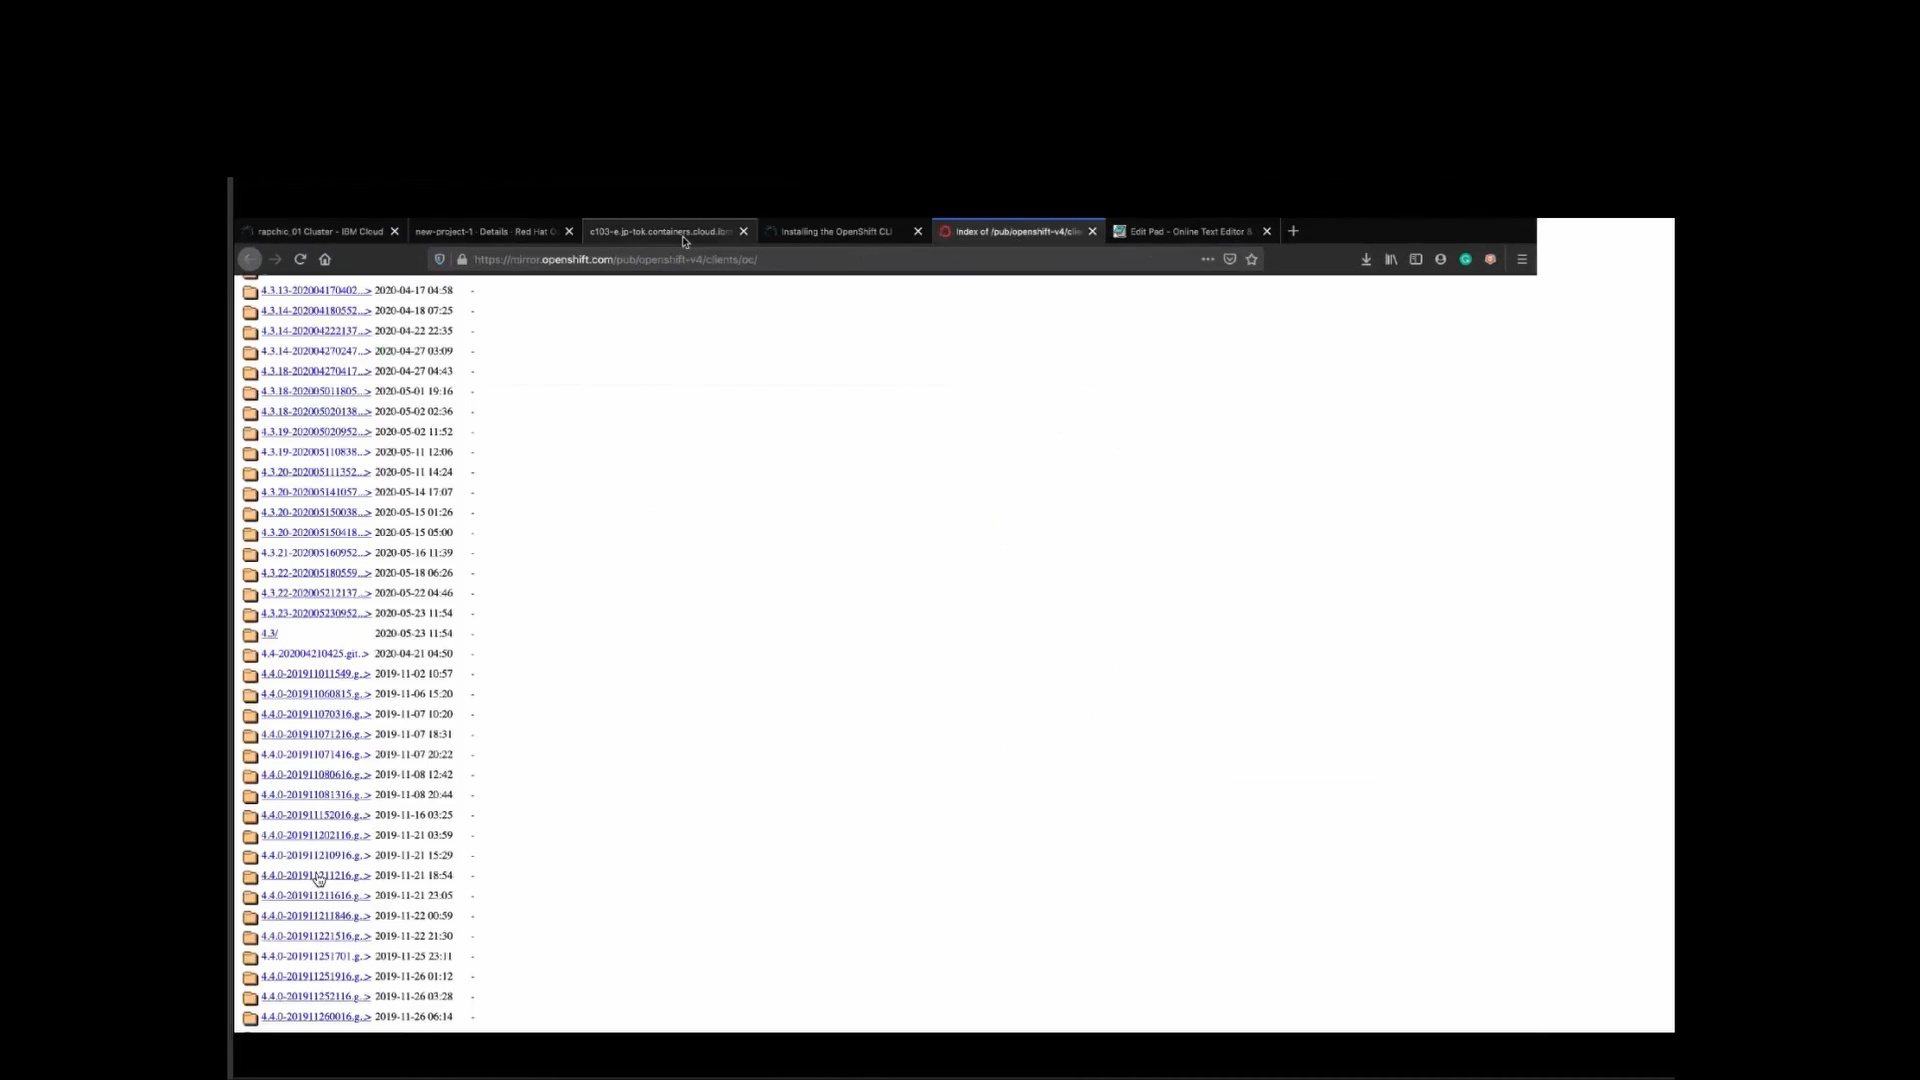 rapchic_01 Cluster - IBM Cloud
new-project-1 · Details · Red Hat O
c103-e.jp-tok.containers.cloud.ibm
Installing the OpenShift CLI
Index of /pub/openshift-v4/clie
Edit Pad - Online Text Editor &
https://mirror.openshift.com/pub/openshift-v4/clients/oc/
4.3.13-202004170402...> 2020-04-17 04:58 -
4.3.14-202004180552...> 2020-04-18 07:25 -
4.3.14-202004222137...> 2020-04-22 22:35 -
4.3.14-202004270247...> 2020-04-27 03:09 -
4.3.18-202004270417...> 2020-04-27 04:43 -
4.3.18-202005011805...> 2020-05-01 19:16 -
4.3.18-202005020138...> 2020-05-02 02:36 -
4.3.19-202005020952...> 2020-05-02 11:52 -
4.3.19-202005110838...> 2020-05-11 12:06 -
4.3.20-202005111352...> 2020-05-11 14:24 -
4.3.20-202005141057...> 2020-05-14 17:07 -
4.3.20-202005150038...> 2020-05-15 01:26 -
4.3.20-202005150418...> 2020-05-15 05:00 -
4.3.21-202005160952...> 2020-05-16 11:39 -
4.3.22-202005180559...> 2020-05-18 06:26 -
4.3.22-202005212137...> 2020-05-22 04:46 -
4.3.23-202005230952...> 2020-05-23 11:54 -
4.3/ 2020-05-23 11:54 -
4.4-202004210425.git..> 2020-04-21 04:50 -
4.4.0-201911011549.g..> 2019-11-02 10:57 -
4.4.0-201911060815.g..> 2019-11-06 15:20 -
4.4.0-201911070316.g..> 2019-11-07 10:20 -
4.4.0-201911071216.g..> 2019-11-07 18:31 -
4.4.0-201911071416.g..> 2019-11-07 20:22 -
4.4.0-201911080616.g..> 2019-11-08 12:42 -
4.4.0-201911081316.g..> 2019-11-08 20:44 -
4.4.0-201911152016.g..> 2019-11-16 03:25 -
4.4.0-201911202116.g..> 2019-11-21 03:59 -
4.4.0-201911210916.g..> 2019-11-21 15:29 -
4.4.0-201911211216.g..> 2019-11-21 18:54 -
4.4.0-201911211616.g..> 2019-11-21 23:05 -
4.4.0-201911211846.g..> 2019-11-22 00:59 -
4.4.0-201911221516.g..> 2019-11-22 21:30 -
4.4.0-201911251701.g..> 2019-11-25 23:11 -
4.4.0-201911251916.g..> 2019-11-26 01:12 -
4.4.0-201911252116.g..> 2019-11-26 03:28 -
4.4.0-201911260016.g..> 2019-11-26 06:14 -